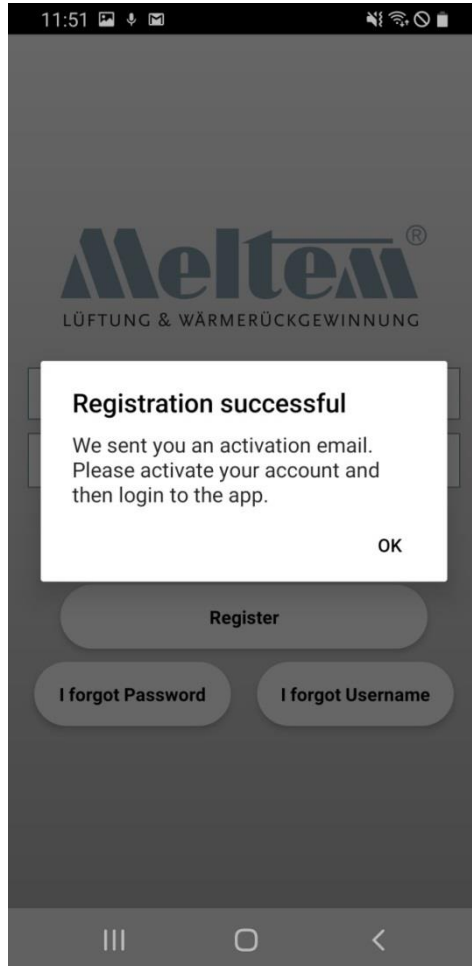 11:51
Meltem®
LÜFTUNG & WÄRMERÜCKGEWINNUNG
Registration successful
We sent you an activation email.
Please activate your account and
then login to the app.
OK
Register
I forgot Password
I forgot Username